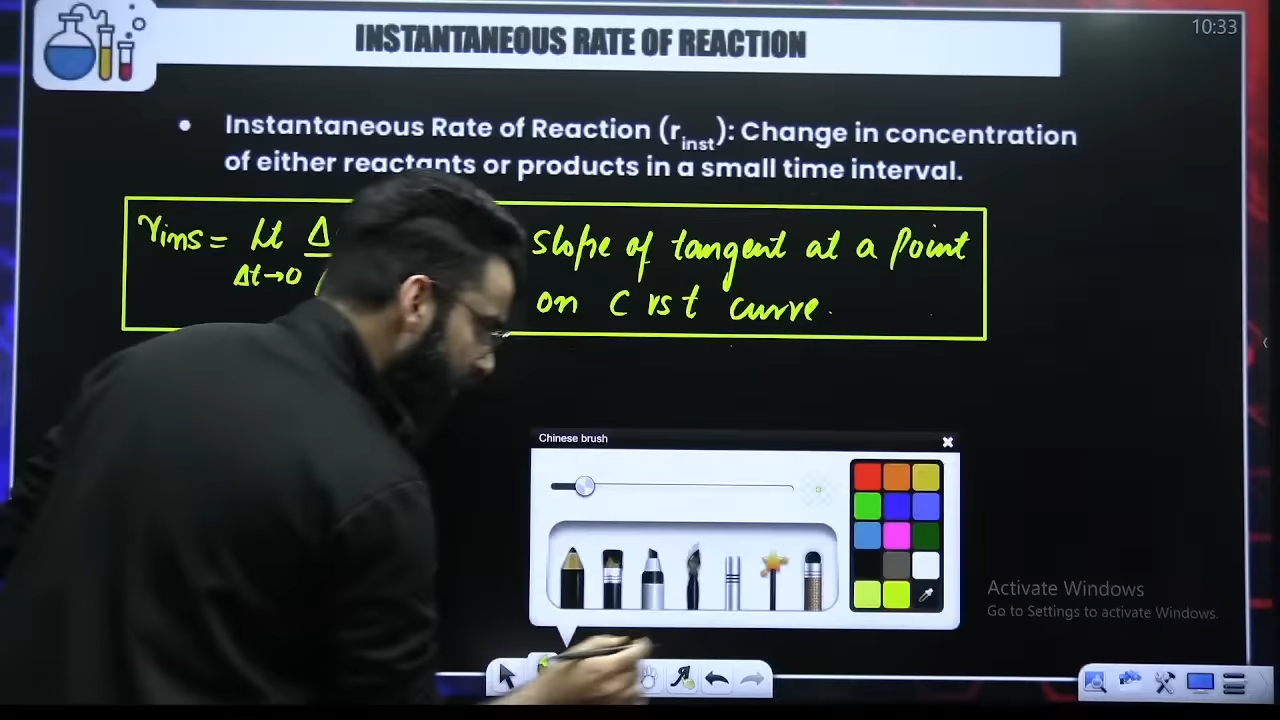 INSTANTANEOUS RATE OF REACTION
10:33
• Instantaneous Rate of Reaction (r_inst): Change in concentration
of either reactants or products in a small time interval.
r_ins = Lt Δ
Δt→0
slope of tangent at a point
on C vs t curve.
Chinese brush
Activate Windows
Go to Settings to activate Windows.